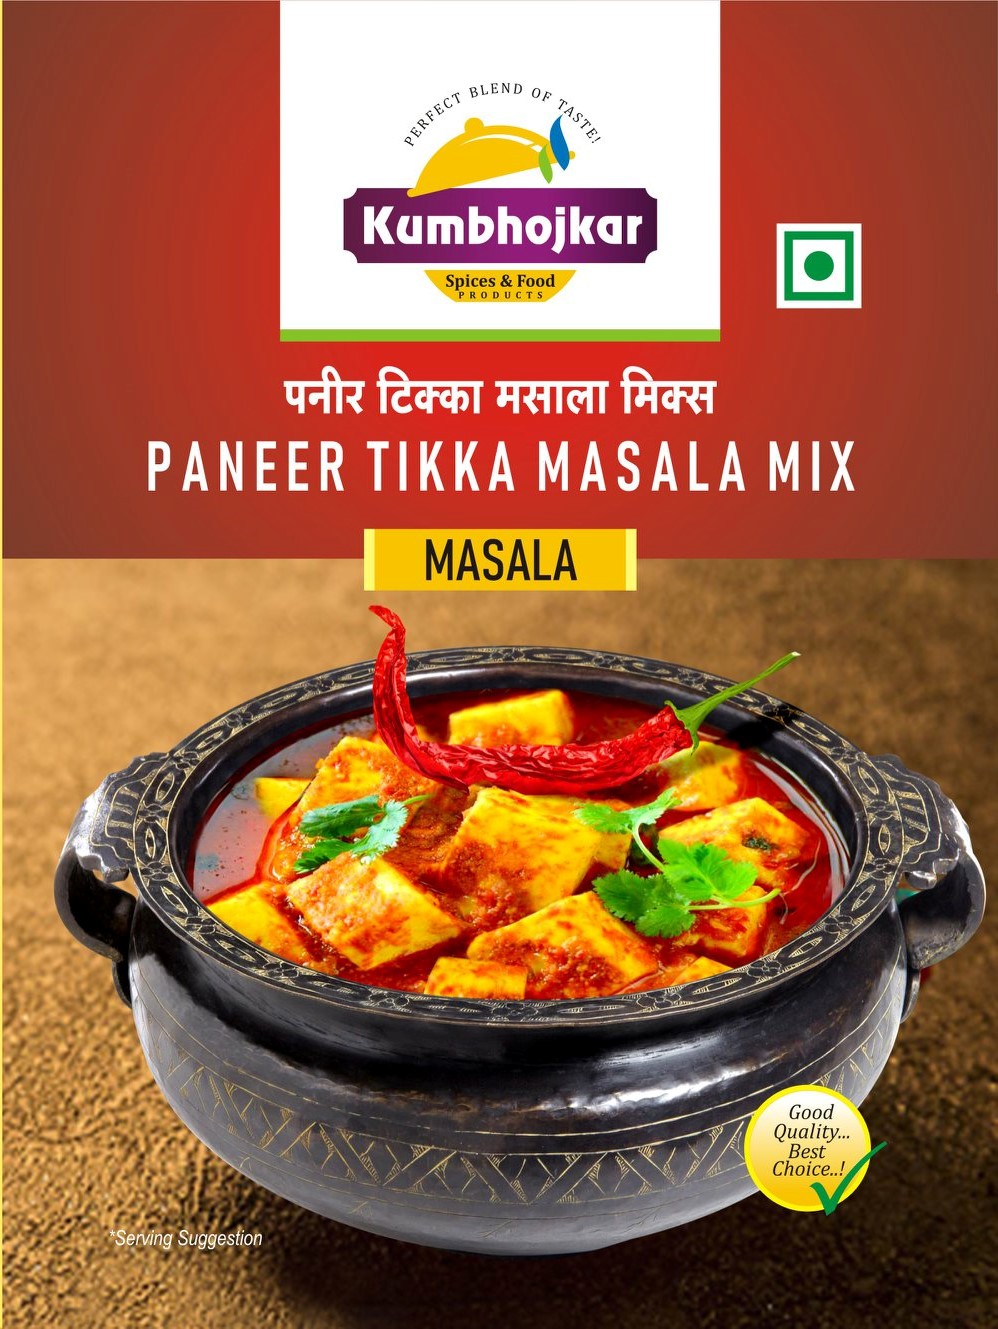 PERFECT BLEND OF TASTE!
Kumbhojkar
Spices & Food
PRODUCTS
पनीर टिक्का मसाला मिक्स
PANEER TIKKA MASALA MIX
MASALA
Good
Quality...
Best
Choice..!
*Serving Suggestion